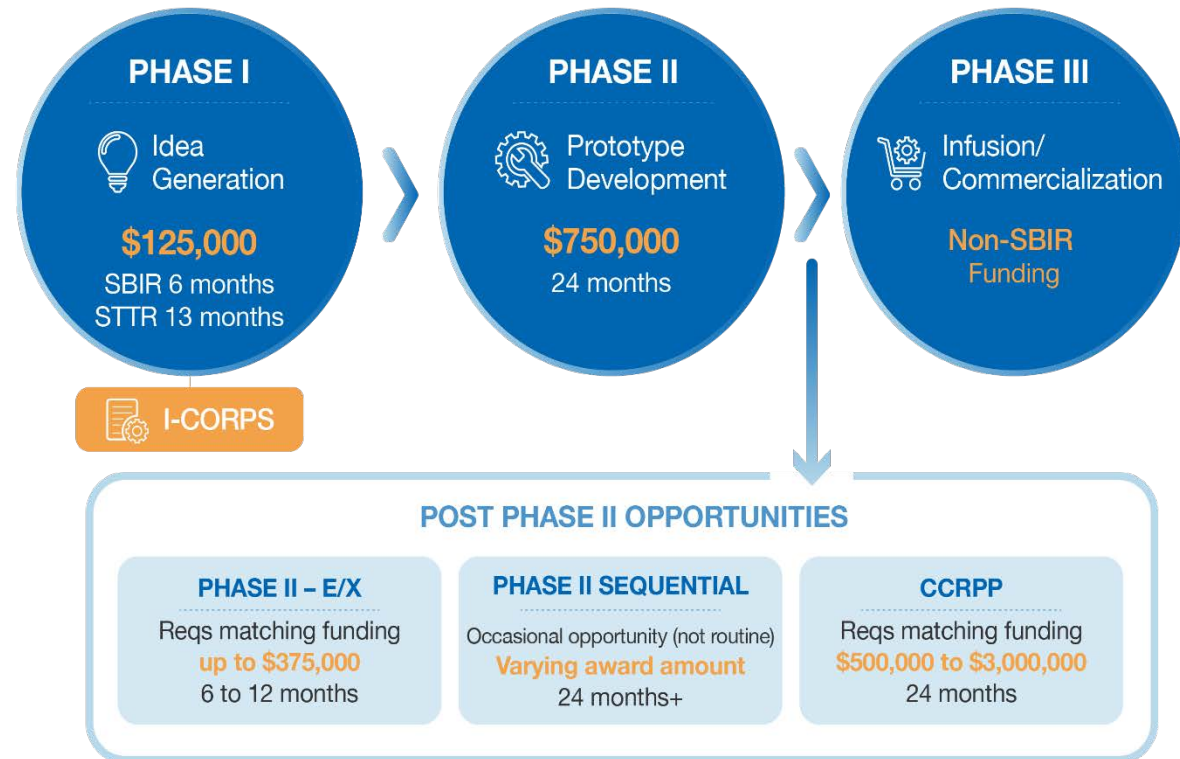 PHASE I
Idea
Generation
$125,000
SBIR 6 months
STTR 13 months
I-CORPS
PHASE II
Prototype
Development
$750,000
24 months
PHASE III
Infusion/
Commercialization
Non-SBIR
Funding
POST PHASE II OPPORTUNITIES
PHASE II – E/X
Reqs matching funding
up to $375,000
6 to 12 months
PHASE II SEQUENTIAL
Occasional opportunity (not routine)
Varying award amount
24 months+
CCRPP
Reqs matching funding
$500,000 to $3,000,000
24 months